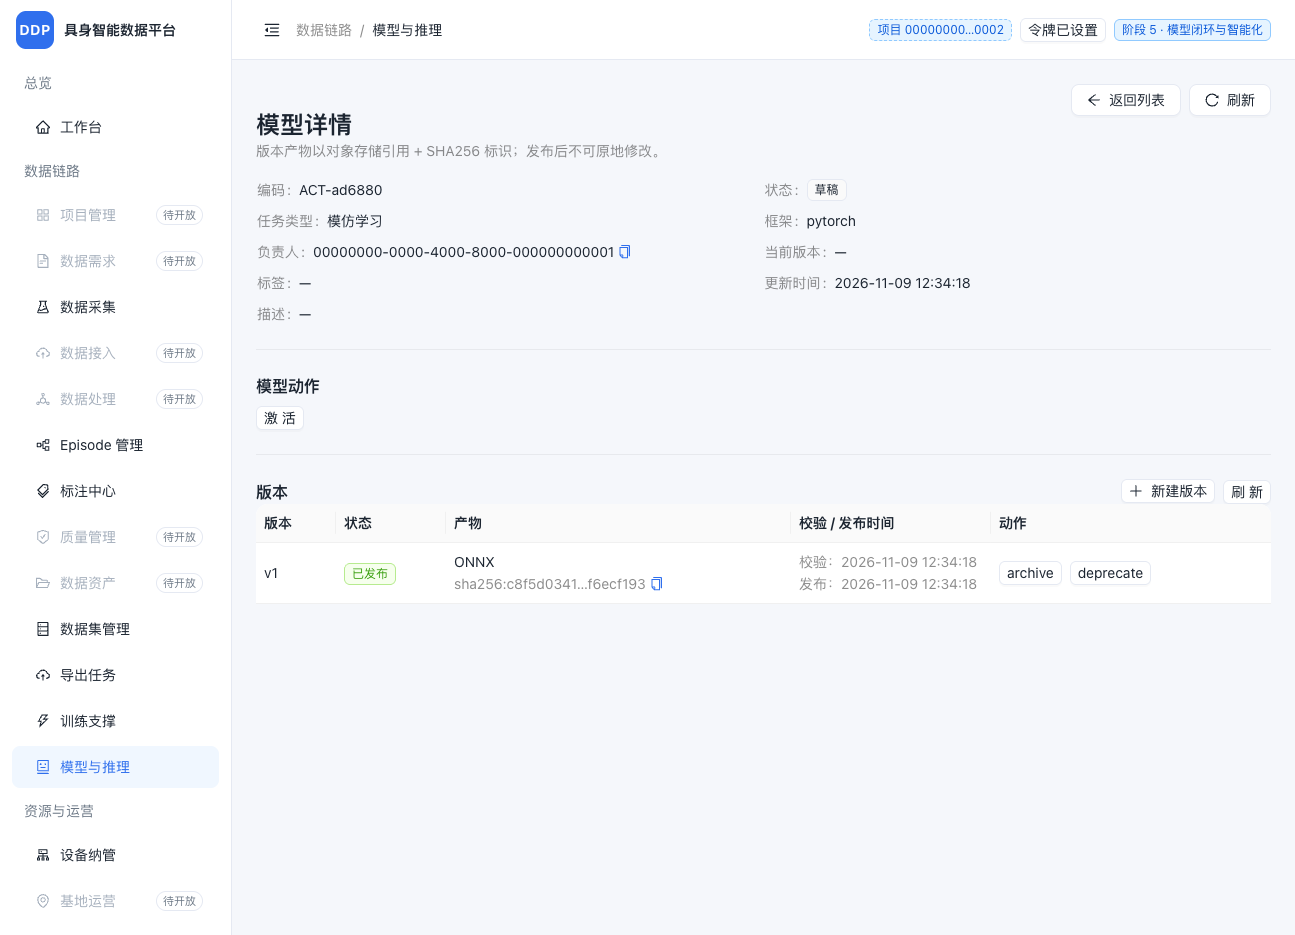 DDP 具身智能数据平台
总览
工作台
数据链路
项目管理 待开放
数据需求 待开放
数据采集
数据接入 待开放
数据处理 待开放
Episode 管理
标注中心
质量管理 待开放
数据资产 待开放
数据集管理
导出任务
训练支撑
模型与推理
资源与运营
设备纳管
基地运营 待开放
数据链路 / 模型与推理
项目 00000000...0002 令牌已设置 阶段 5 · 模型闭环与智能化
返回列表 刷新
模型详情
版本产物以对象存储引用 + SHA256 标识；发布后不可原地修改。
编码： ACT-ad6880 状态： 草稿
任务类型： 模仿学习 框架： pytorch
负责人： 00000000-0000-4000-8000-000000000001 当前版本： —
标签： — 更新时间： 2026-11-09 12:34:18
描述： —
模型动作
激 活
版本 新建版本 刷 新
版本 状态 产物 校验 / 发布时间 动作
v1 已发布 ONNX 校验： 2026-11-09 12:34:18 archive deprecate
sha256:c8f5d0341...f6ecf193 发布： 2026-11-09 12:34:18